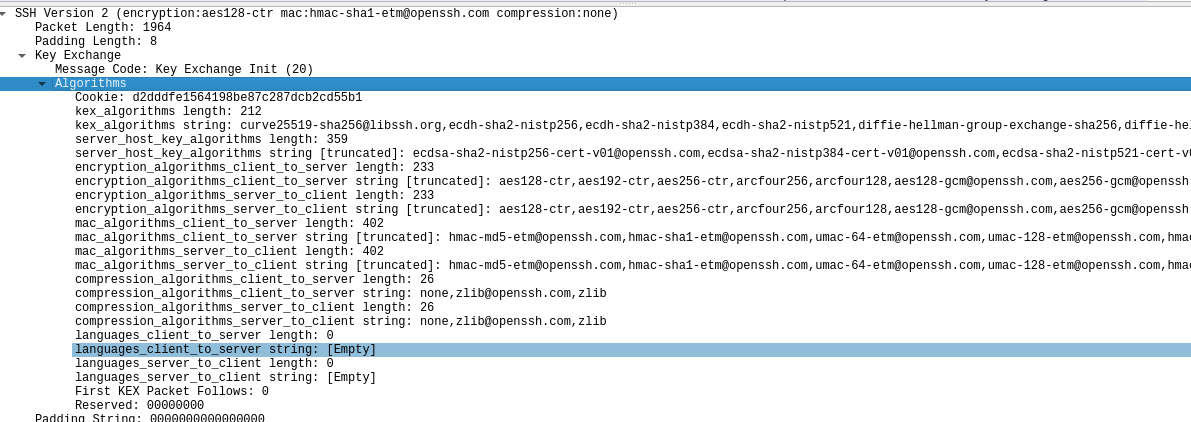 SSH Version 2 (encryption:aes128-ctr mac:hmac-sha1-etm@openssh.com compression:none)
Packet Length: 1964
Padding Length: 8
Key Exchange
Message Code: Key Exchange Init (20)
Algorithms
Cookie: d2dddfe1564198be87c287dcb2cd55b1
kex_algorithms length: 212
kex_algorithms string: curve25519-sha256@libssh.org,ecdh-sha2-nistp256,ecdh-sha2-nistp384,ecdh-sha2-nistp521,diffie-hellman-group-exchange-sha256,diffie-hel
server_host_key_algorithms length: 359
server_host_key_algorithms string [truncated]: ecdsa-sha2-nistp256-cert-v01@openssh.com,ecdsa-sha2-nistp384-cert-v01@openssh.com,ecdsa-sha2-nistp521-cert-v0
encryption_algorithms_client_to_server length: 233
encryption_algorithms_client_to_server string [truncated]: aes128-ctr,aes192-ctr,aes256-ctr,arcfour256,arcfour128,aes128-gcm@openssh.com,aes256-gcm@openssh
encryption_algorithms_server_to_client length: 233
encryption_algorithms_server_to_client string [truncated]: aes128-ctr,aes192-ctr,aes256-ctr,arcfour256,arcfour128,aes128-gcm@openssh.com,aes256-gcm@openssh
mac_algorithms_client_to_server length: 402
mac_algorithms_client_to_server string [truncated]: hmac-md5-etm@openssh.com,hmac-sha1-etm@openssh.com,umac-64-etm@openssh.com,umac-128-etm@openssh.com,hmac
mac_algorithms_server_to_client length: 402
mac_algorithms_server_to_client string [truncated]: hmac-md5-etm@openssh.com,hmac-sha1-etm@openssh.com,umac-64-etm@openssh.com,umac-128-etm@openssh.com,hmac
compression_algorithms_client_to_server length: 26
compression_algorithms_client_to_server string: none,zlib@openssh.com,zlib
compression_algorithms_server_to_client length: 26
compression_algorithms_server_to_client string: none,zlib@openssh.com,zlib
languages_client_to_server length: 0
languages_client_to_server string: [Empty]
languages_server_to_client length: 0
languages_server_to_client string: [Empty]
First KEX Packet Follows: 0
Reserved: 00000000
Padding String: 0000000000000000